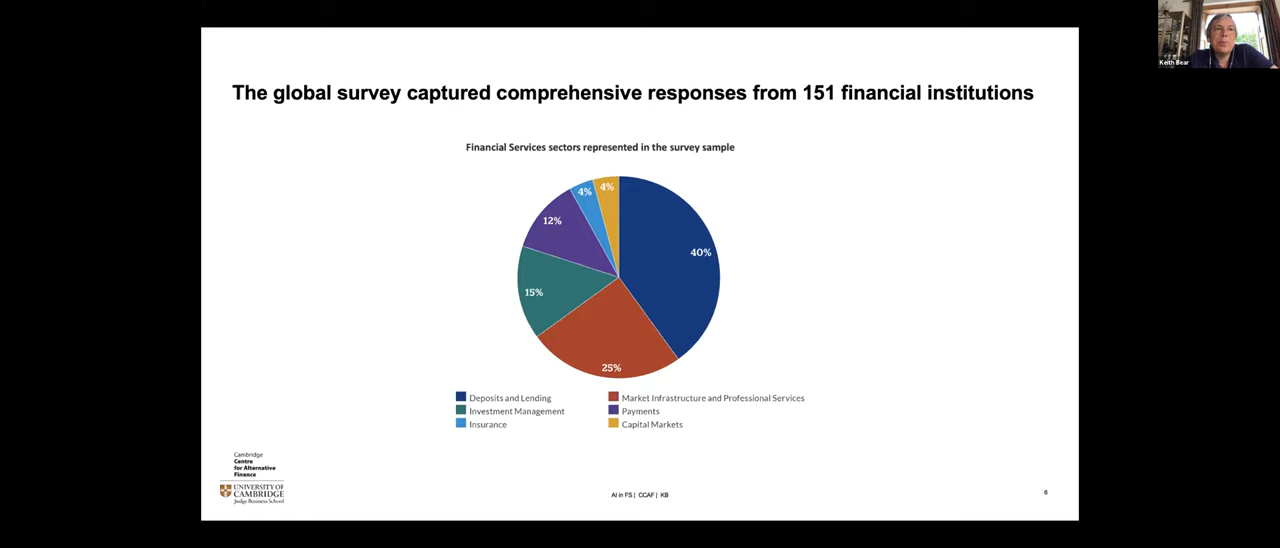 Keith Bear
The global survey captured comprehensive responses from 151 financial institutions
Financial Services sectors represented in the survey sample
4%
4%
12%
40%
15%
25%
Deposits and Lending
Market Infrastructure and Professional Services
Investment Management
Payments
Insurance
Capital Markets
Cambridge
Centre
for Alternative
Finance
UNIVERSITY OF
CAMBRIDGE
Judge Business School
AI in FS | CCAF | KB
6